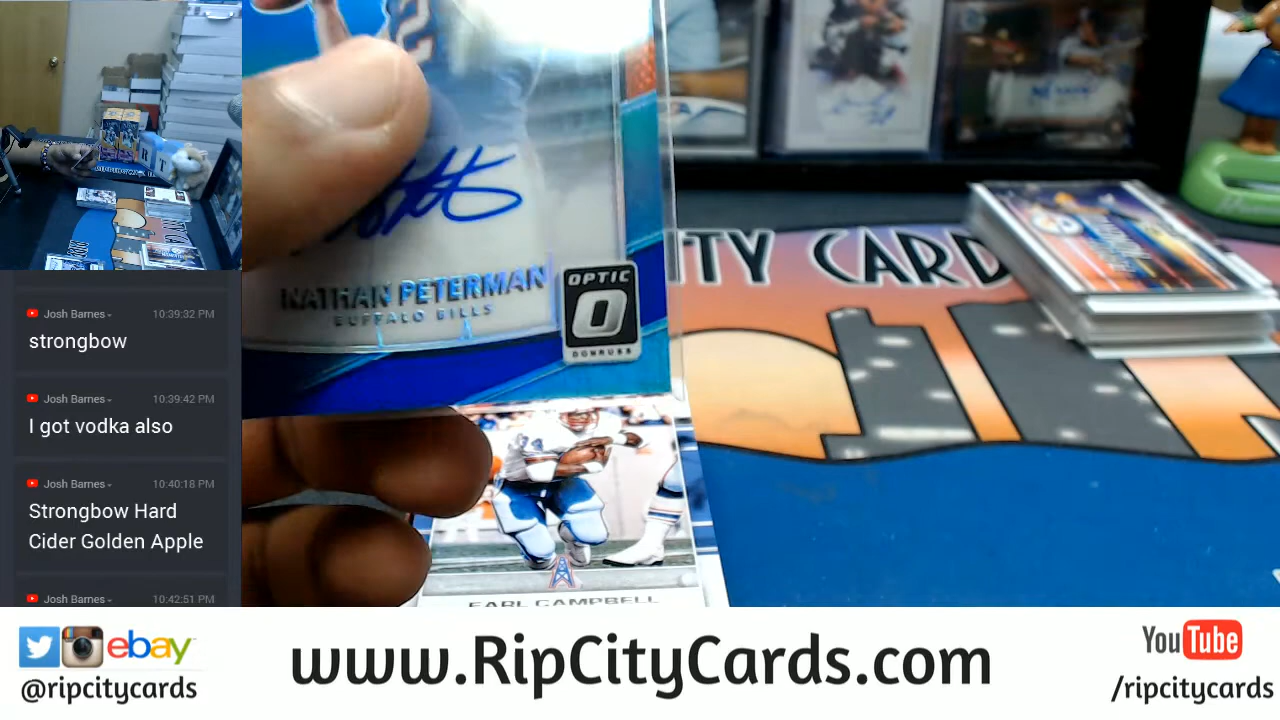 Josh Barnes 10:39:32 PM
strongbow
Josh Barnes 10:39:42 PM
I got vodka also
Josh Barnes 10:40:18 PM
Strongbow Hard
Cider Golden Apple
Josh Barnes 10:42:51 PM
NATHAN PETERMAN
BUFFALO BILLS
OPTIC
O
DONRUSS
EARL CAMPBELL
ITY CARD
ebay
@ripcitycards
www.RipCityCards.com
YouTube
/ripcitycards